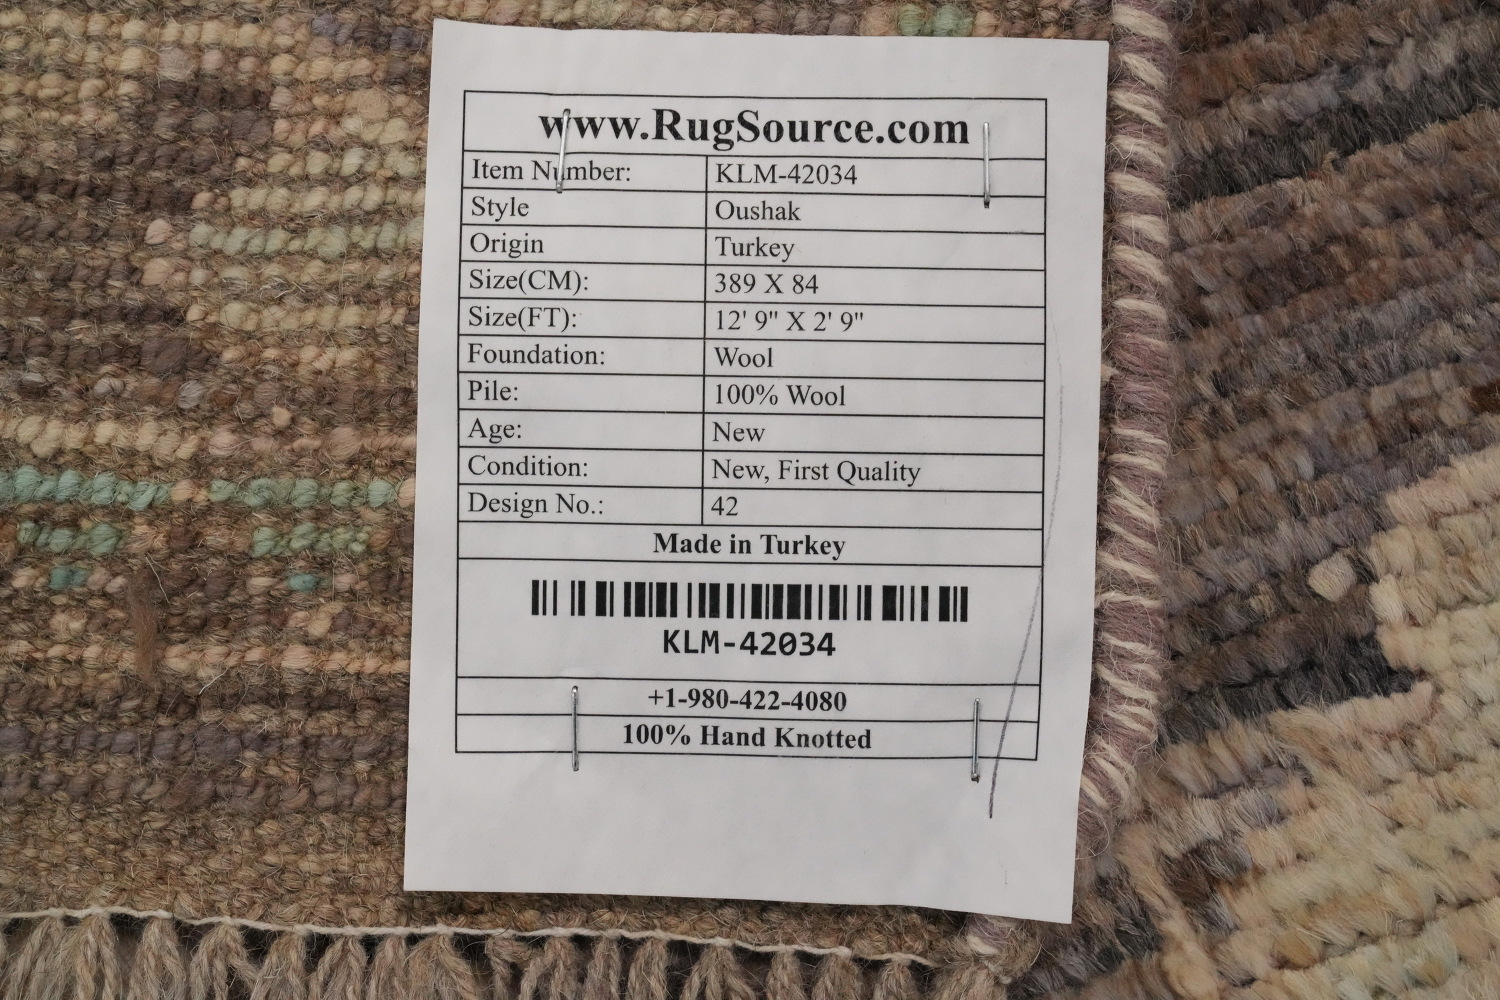 www.RugSource.com
Item Number: KLM-42034
Style Oushak
Origin Turkey
Size(CM): 389 X 84
Size(FT): 12' 9" X 2' 9"
Foundation: Wool
Pile: 100% Wool
Age: New
Condition: New, First Quality
Design No.: 42
Made in Turkey
KLM-42034
+1-980-422-4080
100% Hand Knotted